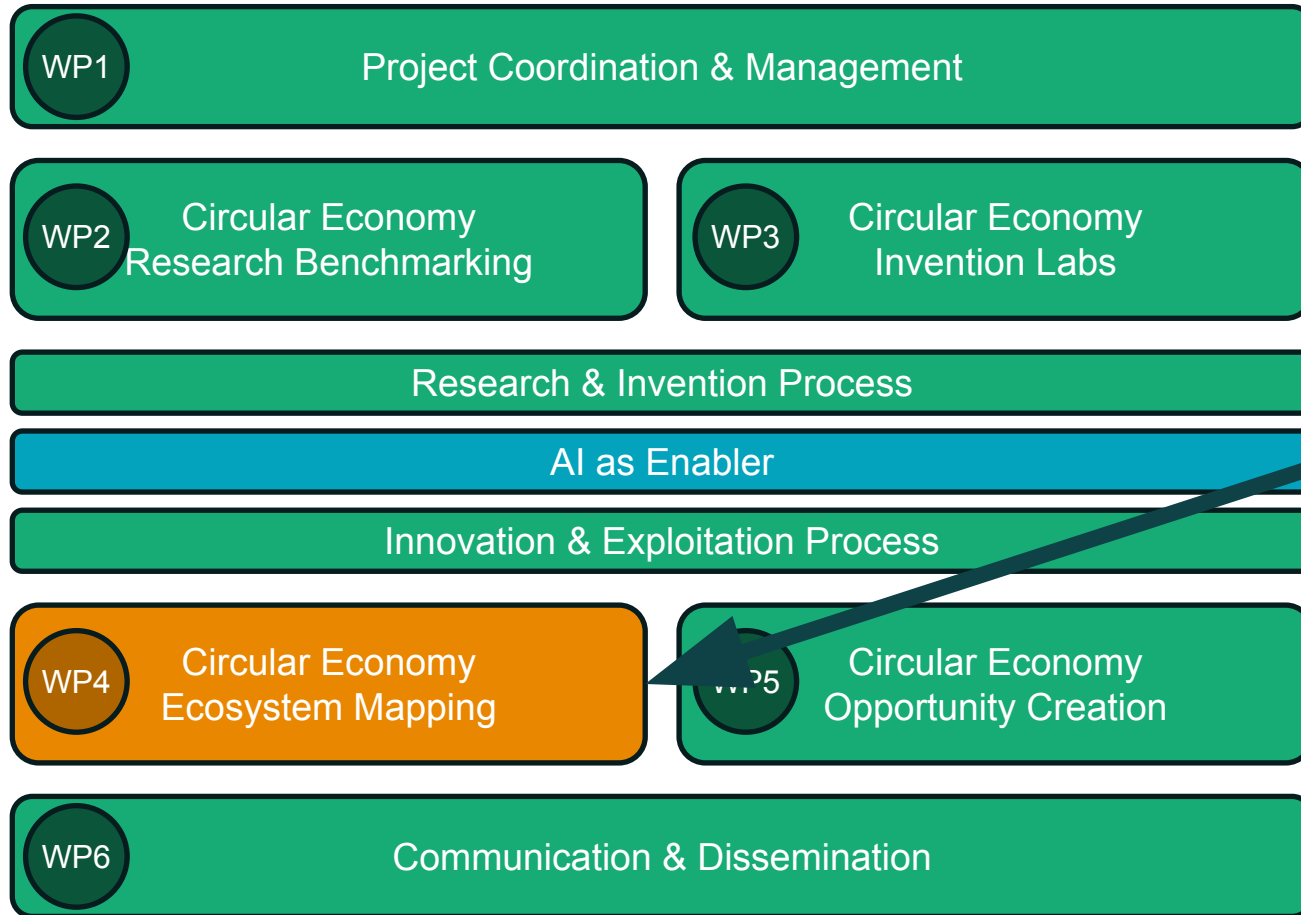 WP1
Project Coordination & Management
WP2
Circular Economy
Research Benchmarking
WP3
Circular Economy
Invention Labs
Research & Invention Process
AI as Enabler
Innovation & Exploitation Process
WP4
Circular Economy
Ecosystem Mapping
WP5
Circular Economy
Opportunity Creation
WP6
Communication & Dissemination